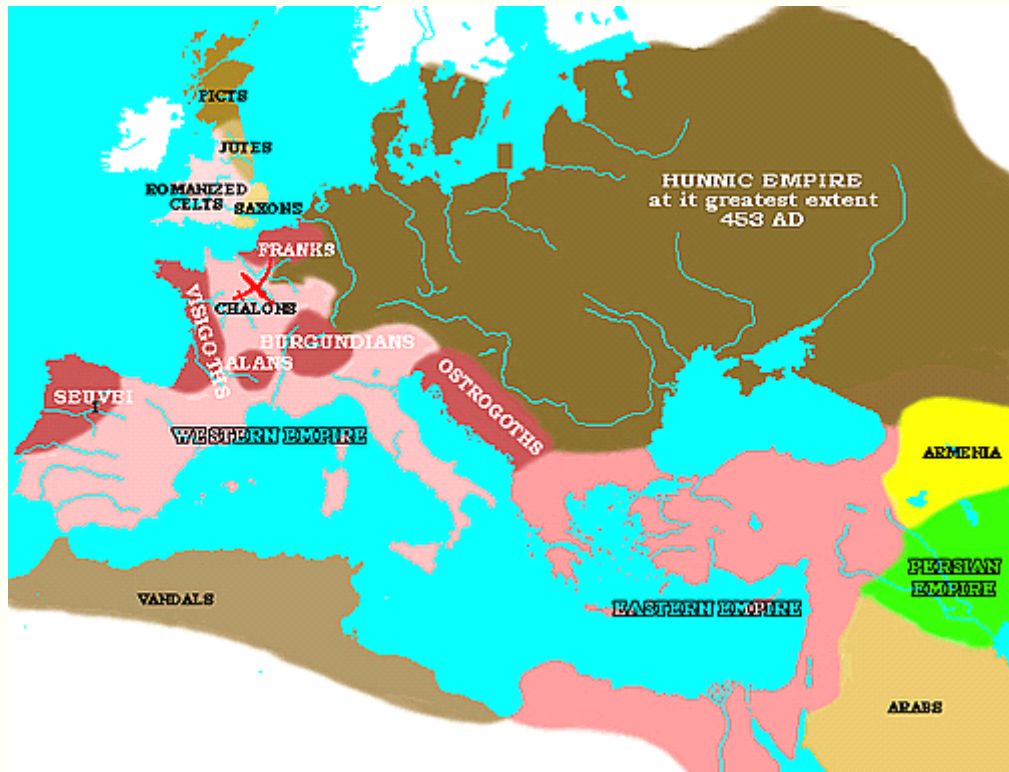 PICTS
JUTES
ROMANIZED
CELTS
SAXONS
HUNNIC EMPIRE
at it greatest extent
453 AD
FRANKS
CHALONS
VISIGOTHS
BURGUNDIANS
ALANS
OSTROGOTHS
SEUVEI
WESTERN EMPIRE
ARMENIA
PERSIAN
EMPIRE
VANDALS
EASTERN EMPIRE
ARABS